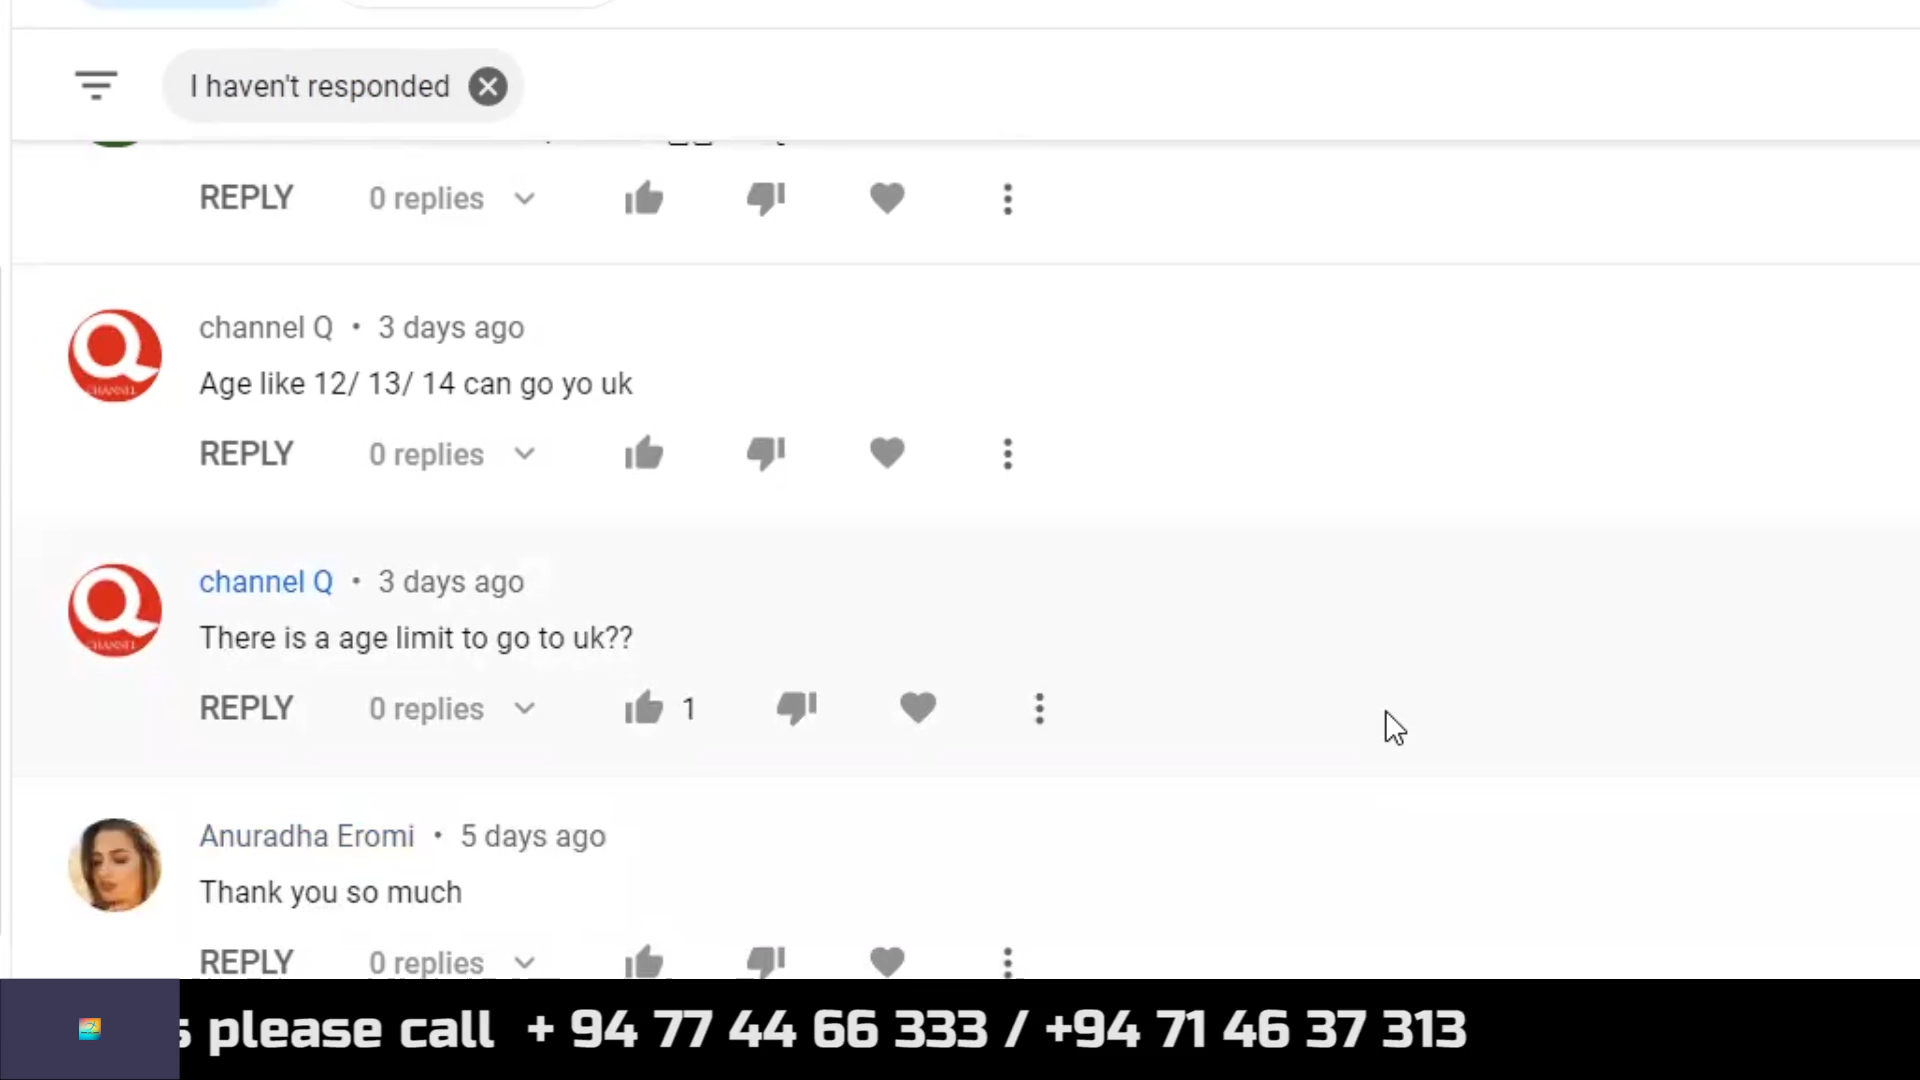 I haven't responded
REPLY 0 replies
channel Q • 3 days ago
Age like 12/ 13/ 14 can go yo uk
REPLY 0 replies
channel Q • 3 days ago
There is a age limit to go to uk??
REPLY 0 replies 1
Anuradha Eromi • 5 days ago
Thank you so much
REPLY 0 replies
please call + 94 77 44 66 333 / +94 71 46 37 313